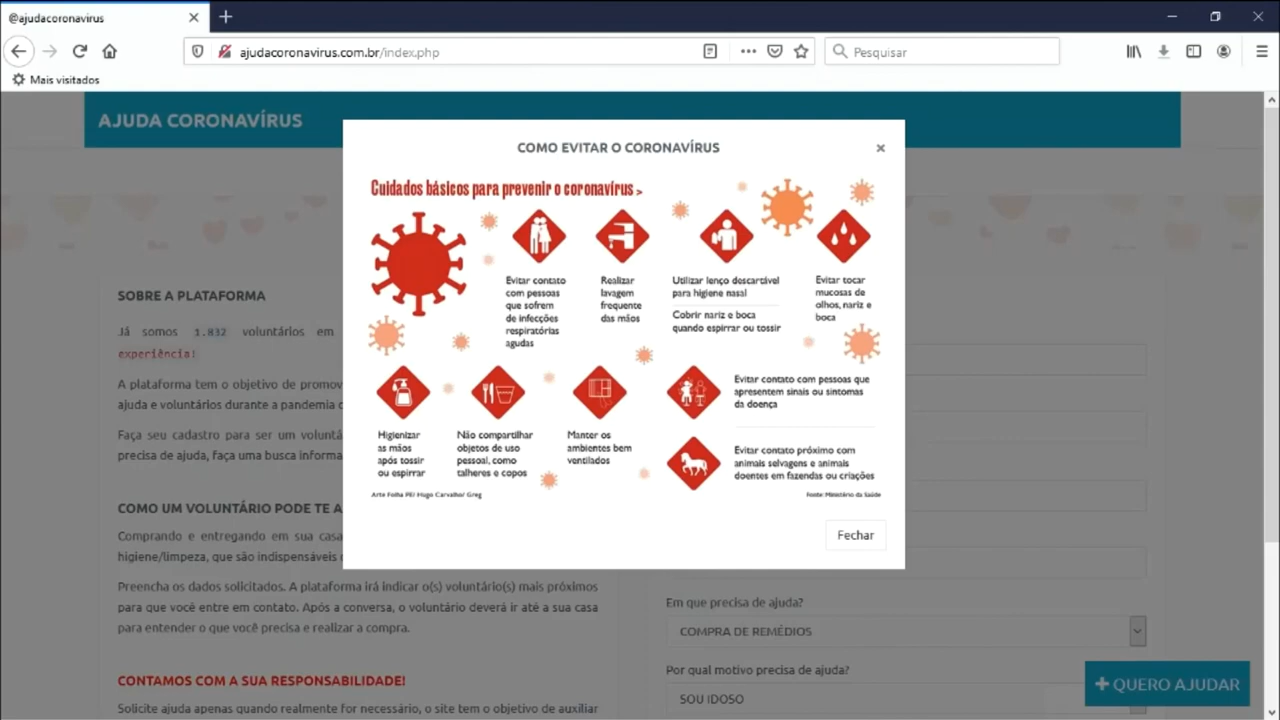 @ajudacoronavirus
ajudacoronavirus.com.br/index.php
Pesquisar
Mais visitados
AJUDA CORONAVÍRUS
COMO EVITAR O CORONAVÍRUS
×
Cuidados básicos para prevenir o coronavírus >
Evitar contato
com pessoas
que sofrem
de infecções
respiratórias
agudas
Realizar
lavagem
frequente
das mãos
Utilizar lenço descartável
para higiene nasal
Cobrir nariz e boca
quando espirrar ou tossir
Evitar tocar
mucosas de
olhos, nariz e
boca
Higienizar
as mãos
após tossir
ou espirrar
Não compartilhar
objetos de uso
pessoal, como
talheres e copos
Manter os
ambientes bem
ventilados
Evitar contato com pessoas que
apresentem sinais ou sintomas
da doença
Evitar contato próximo com
animais selvagens e animais
doentes em fazendas ou criações
Arte Folha PE/ Hugo Carvalho/ Greg
Fonte: Ministério da Saúde
Fechar
SOBRE A PLATAFORMA
Já somos 1.832 voluntários em
experiência!
A plataforma tem o objetivo de promov
ajuda e voluntários durante a pandemia
Faça seu cadastro para ser um voluntá
precisa de ajuda, faça uma busca informa
COMO UM VOLUNTÁRIO PODE TE A
Comprando e entregando em sua casa
higiene/limpeza, que são indispensáveis
Preencha os dados solicitados. A plataforma irá indicar o(s) voluntário(s) mais próximos
para que você entre em contato. Após a conversa, o voluntário deverá ir até a sua casa
para entender o que você precisa e realizar a compra.
CONTAMOS COM A SUA RESPONSABILIDADE!
Solicite ajuda apenas quando realmente for necessário, o site tem o objetivo de auxiliar
Em que precisa de ajuda?
COMPRA DE REMÉDIOS
Por qual motivo precisa de ajuda?
SOU IDOSO
+ QUERO AJUDAR